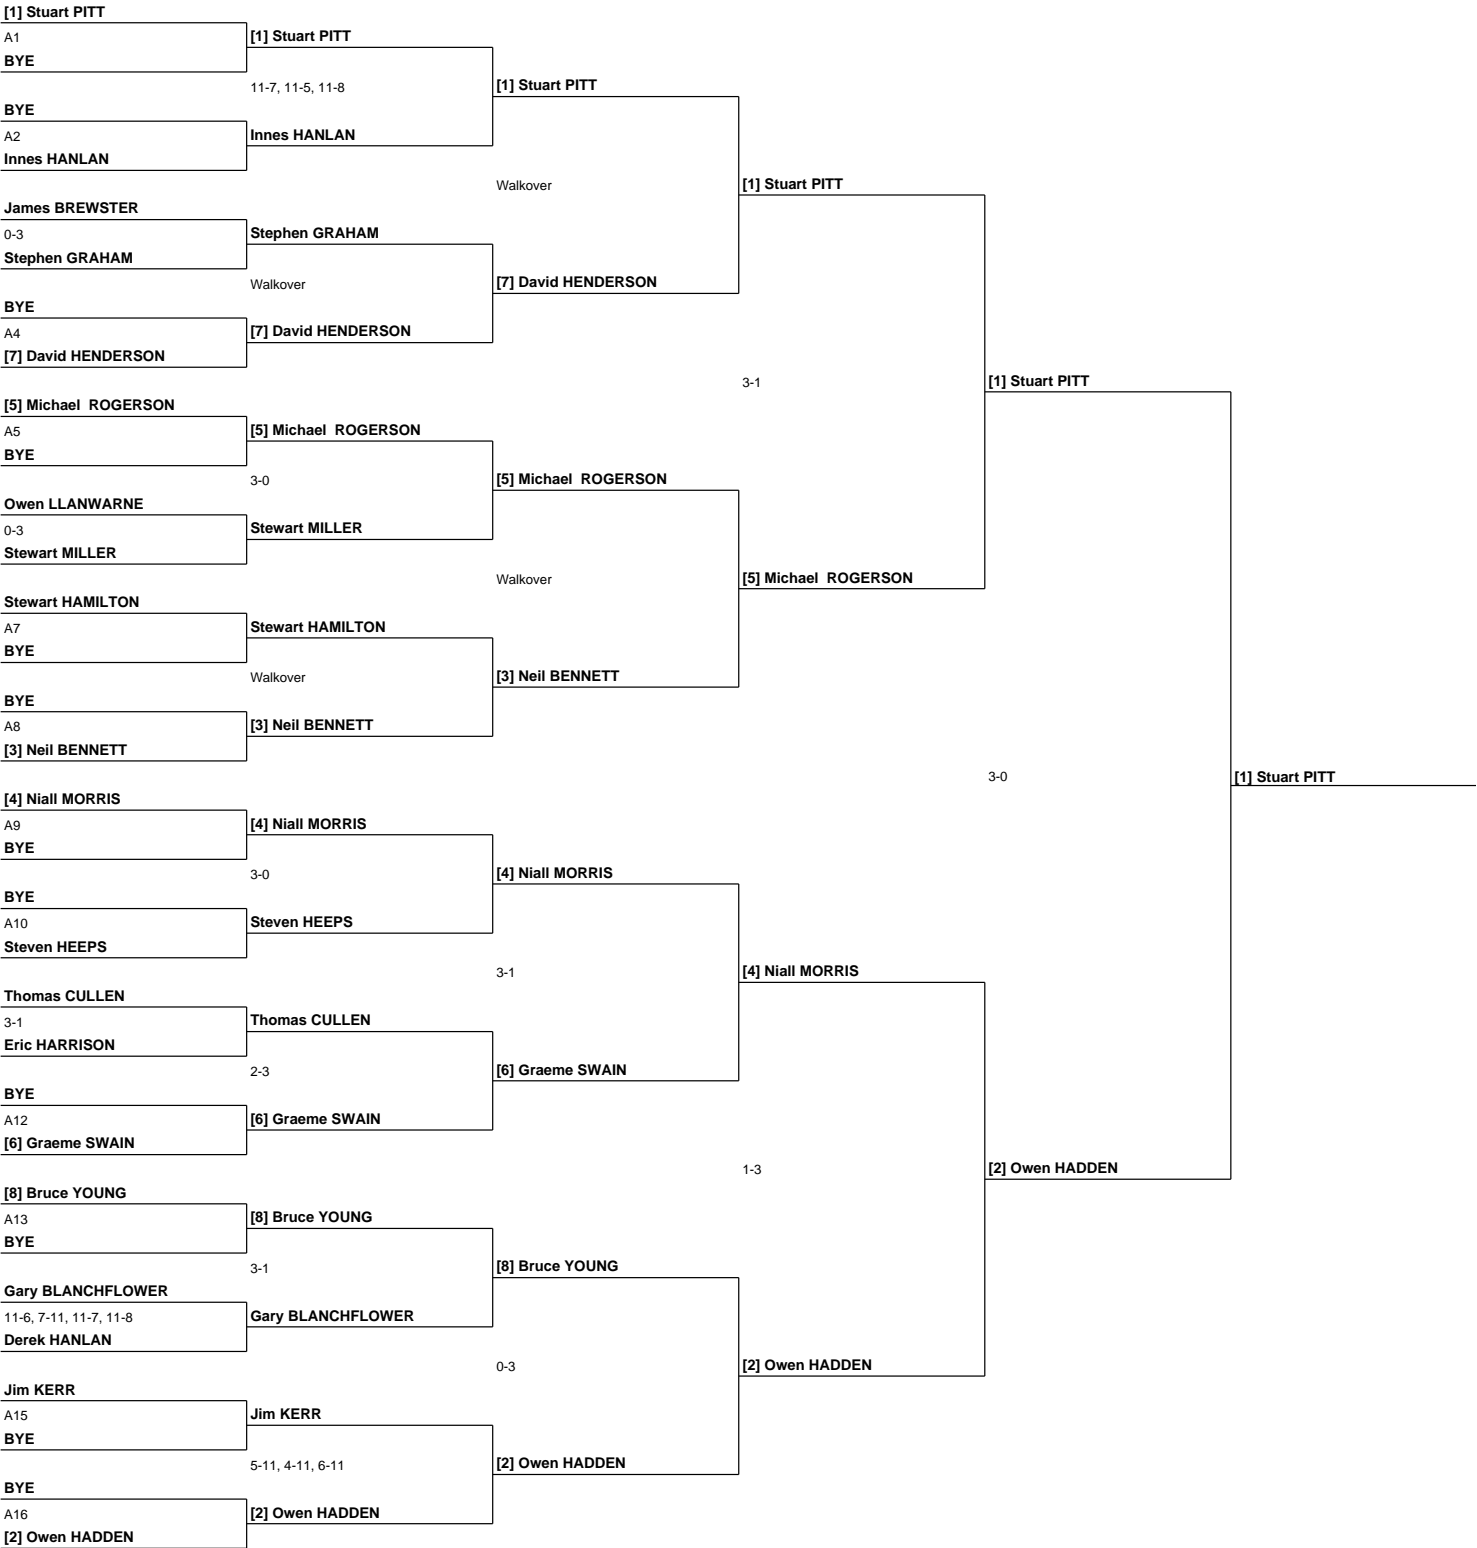 [1] Stuart PITT
A1
BYE
BYE
A2
Innes HANLAN
James BREWSTER
0-3
Stephen GRAHAM
BYE
A4
[7] David HENDERSON
[5] Michael  ROGERSON
A5
BYE
Owen LLANWARNE
0-3
Stewart MILLER
Stewart HAMILTON
A7
BYE
BYE
A8
[3] Neil BENNETT
[4] Niall MORRIS
A9
BYE
BYE
A10
Steven HEEPS
Thomas CULLEN
3-1
Eric HARRISON
BYE
A12
[6] Graeme SWAIN
[8] Bruce YOUNG
A13
BYE
Gary BLANCHFLOWER
11-6, 7-11, 11-7, 11-8
Derek HANLAN
Jim KERR
A15
BYE
BYE
A16
[2] Owen HADDEN
[1] Stuart PITT
11-7, 11-5, 11-8
Innes HANLAN
Stephen GRAHAM
Walkover
[7] David HENDERSON
[5] Michael  ROGERSON
3-0
Stewart MILLER
Stewart HAMILTON
Walkover
[3] Neil BENNETT
[4] Niall MORRIS
3-0
Steven HEEPS
Thomas CULLEN
2-3
[6] Graeme SWAIN
[8] Bruce YOUNG
3-1
Gary BLANCHFLOWER
Jim KERR
5-11, 4-11, 6-11
[2] Owen HADDEN
[1] Stuart PITT
Walkover
[7] David HENDERSON
[5] Michael  ROGERSON
Walkover
[3] Neil BENNETT
[4] Niall MORRIS
3-1
[6] Graeme SWAIN
[8] Bruce YOUNG
0-3
[2] Owen HADDEN
[1] Stuart PITT
3-1
[5] Michael  ROGERSON
[4] Niall MORRIS
1-3
[2] Owen HADDEN
[1] Stuart PITT
3-0
[2] Owen HADDEN
[1] Stuart PITT